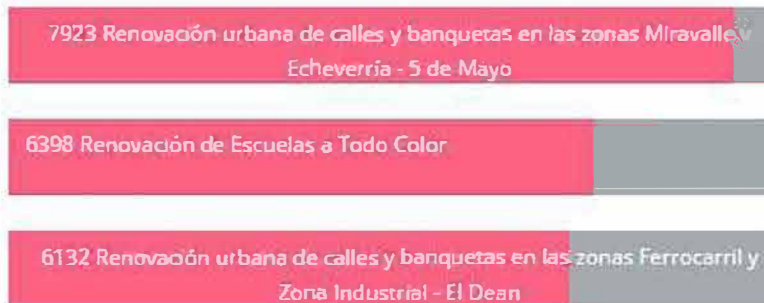 7923 Renovación urbana de calles y banquetas en las zonas Miravalle y
Echeverría - 5 de Mayo
6398 Renovación de Escuelas a Todo Color
6132 Renovación urbana de calles y banquetas en las zonas Ferrocarril y
Zona Industrial - El Dean